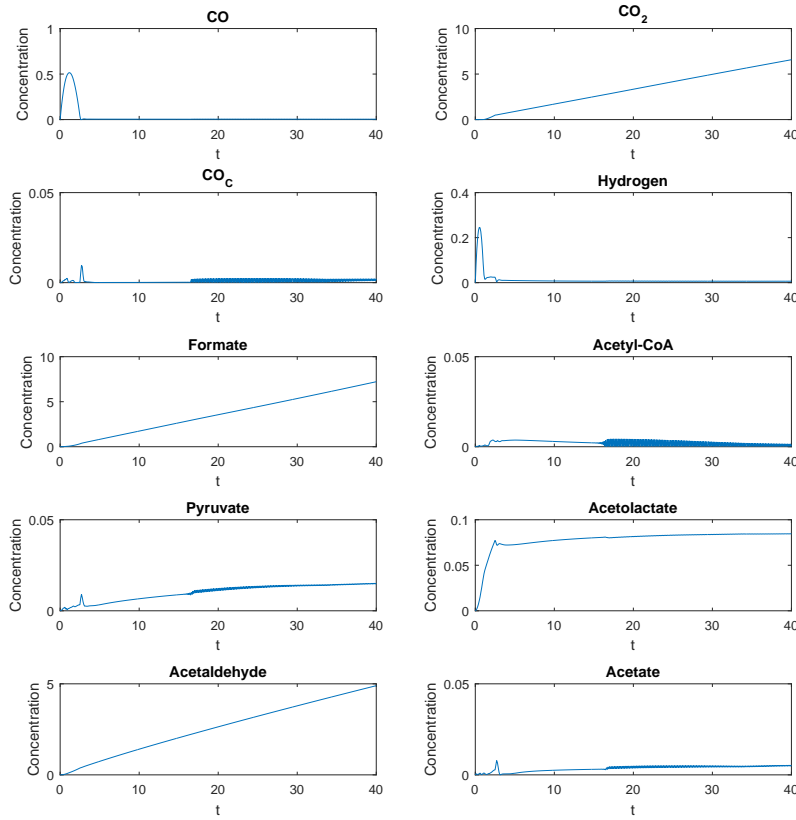 CO
Concentration
1
0.5
0
0 10 20 30 40
t
CO2
Concentration
10
5
0
0 10 20 30 40
t
COC
Concentration
0.05
0
0 10 20 30 40
t
Hydrogen
Concentration
0.4
0.2
0
0 10 20 30 40
t
Formate
Concentration
10
5
0
0 10 20 30 40
t
Acetyl-CoA
Concentration
0.05
0
0 10 20 30 40
t
Pyruvate
Concentration
0.05
0
0 10 20 30 40
t
Acetolactate
Concentration
0.1
0.05
0
0 10 20 30 40
t
Acetaldehyde
Concentration
5
0
0 10 20 30 40
t
Acetate
Concentration
0.05
0
0 10 20 30 40
t